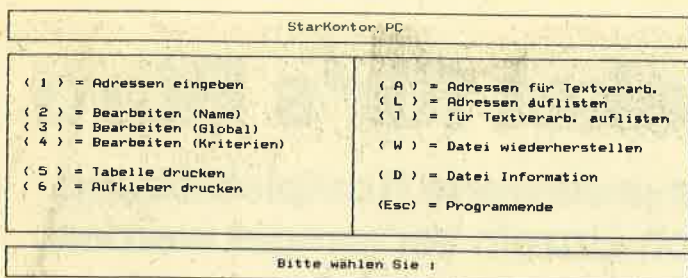 StarKontor, PC
( 1 ) = Adressen eingeben
( 2 ) = Bearbeiten (Name)
( 3 ) = Bearbeiten (Global)
( 4 ) = Bearbeiten (Kriterien)
( 5 ) = Tabelle drucken
( 6 ) = Aufkleber drucken
( A ) = Adressen für Textverarb.
( L ) = Adressen auflisten
( T ) = für Textverarb. auflisten
( W ) = Datei wiederherstellen
( D ) = Datei Information
(Esc) = Programmende
Bitte wählen Sie :